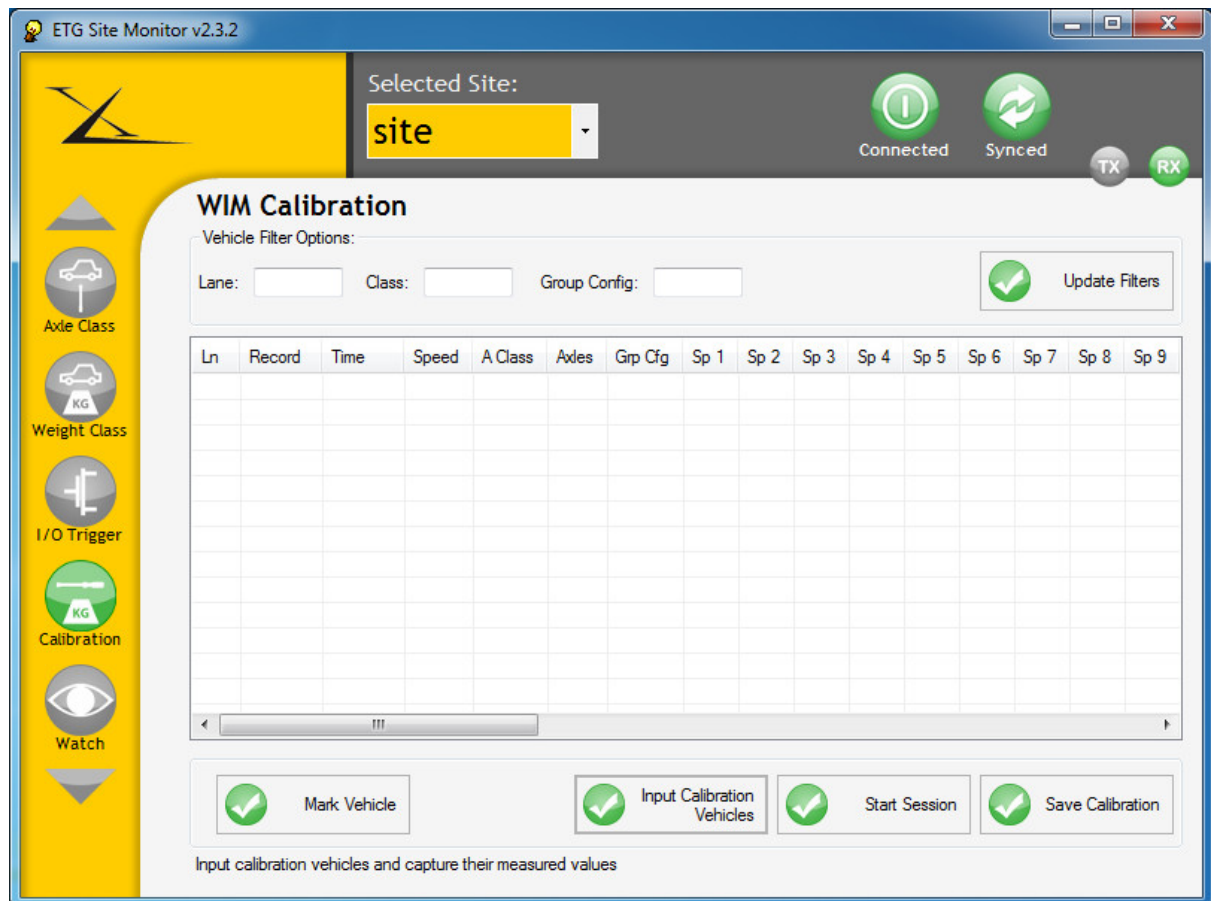 ETG Site Monitor v2.3.2
Selected Site:
site
Connected
Synced
TX
RX
WIM Calibration
Vehicle Filter Options:
Lane:
Class:
Group Config:
Update Filters
Axle Class
KG
Weight Class
I/O Trigger
KG
Calibration
Watch
Ln Record Time Speed A Class Axles Grp Cfg Sp 1 Sp 2 Sp 3 Sp 4 Sp 5 Sp 6 Sp 7 Sp 8 Sp 9
Mark Vehicle
Input Calibration
Vehicles
Start Session
Save Calibration
Input calibration vehicles and capture their measured values